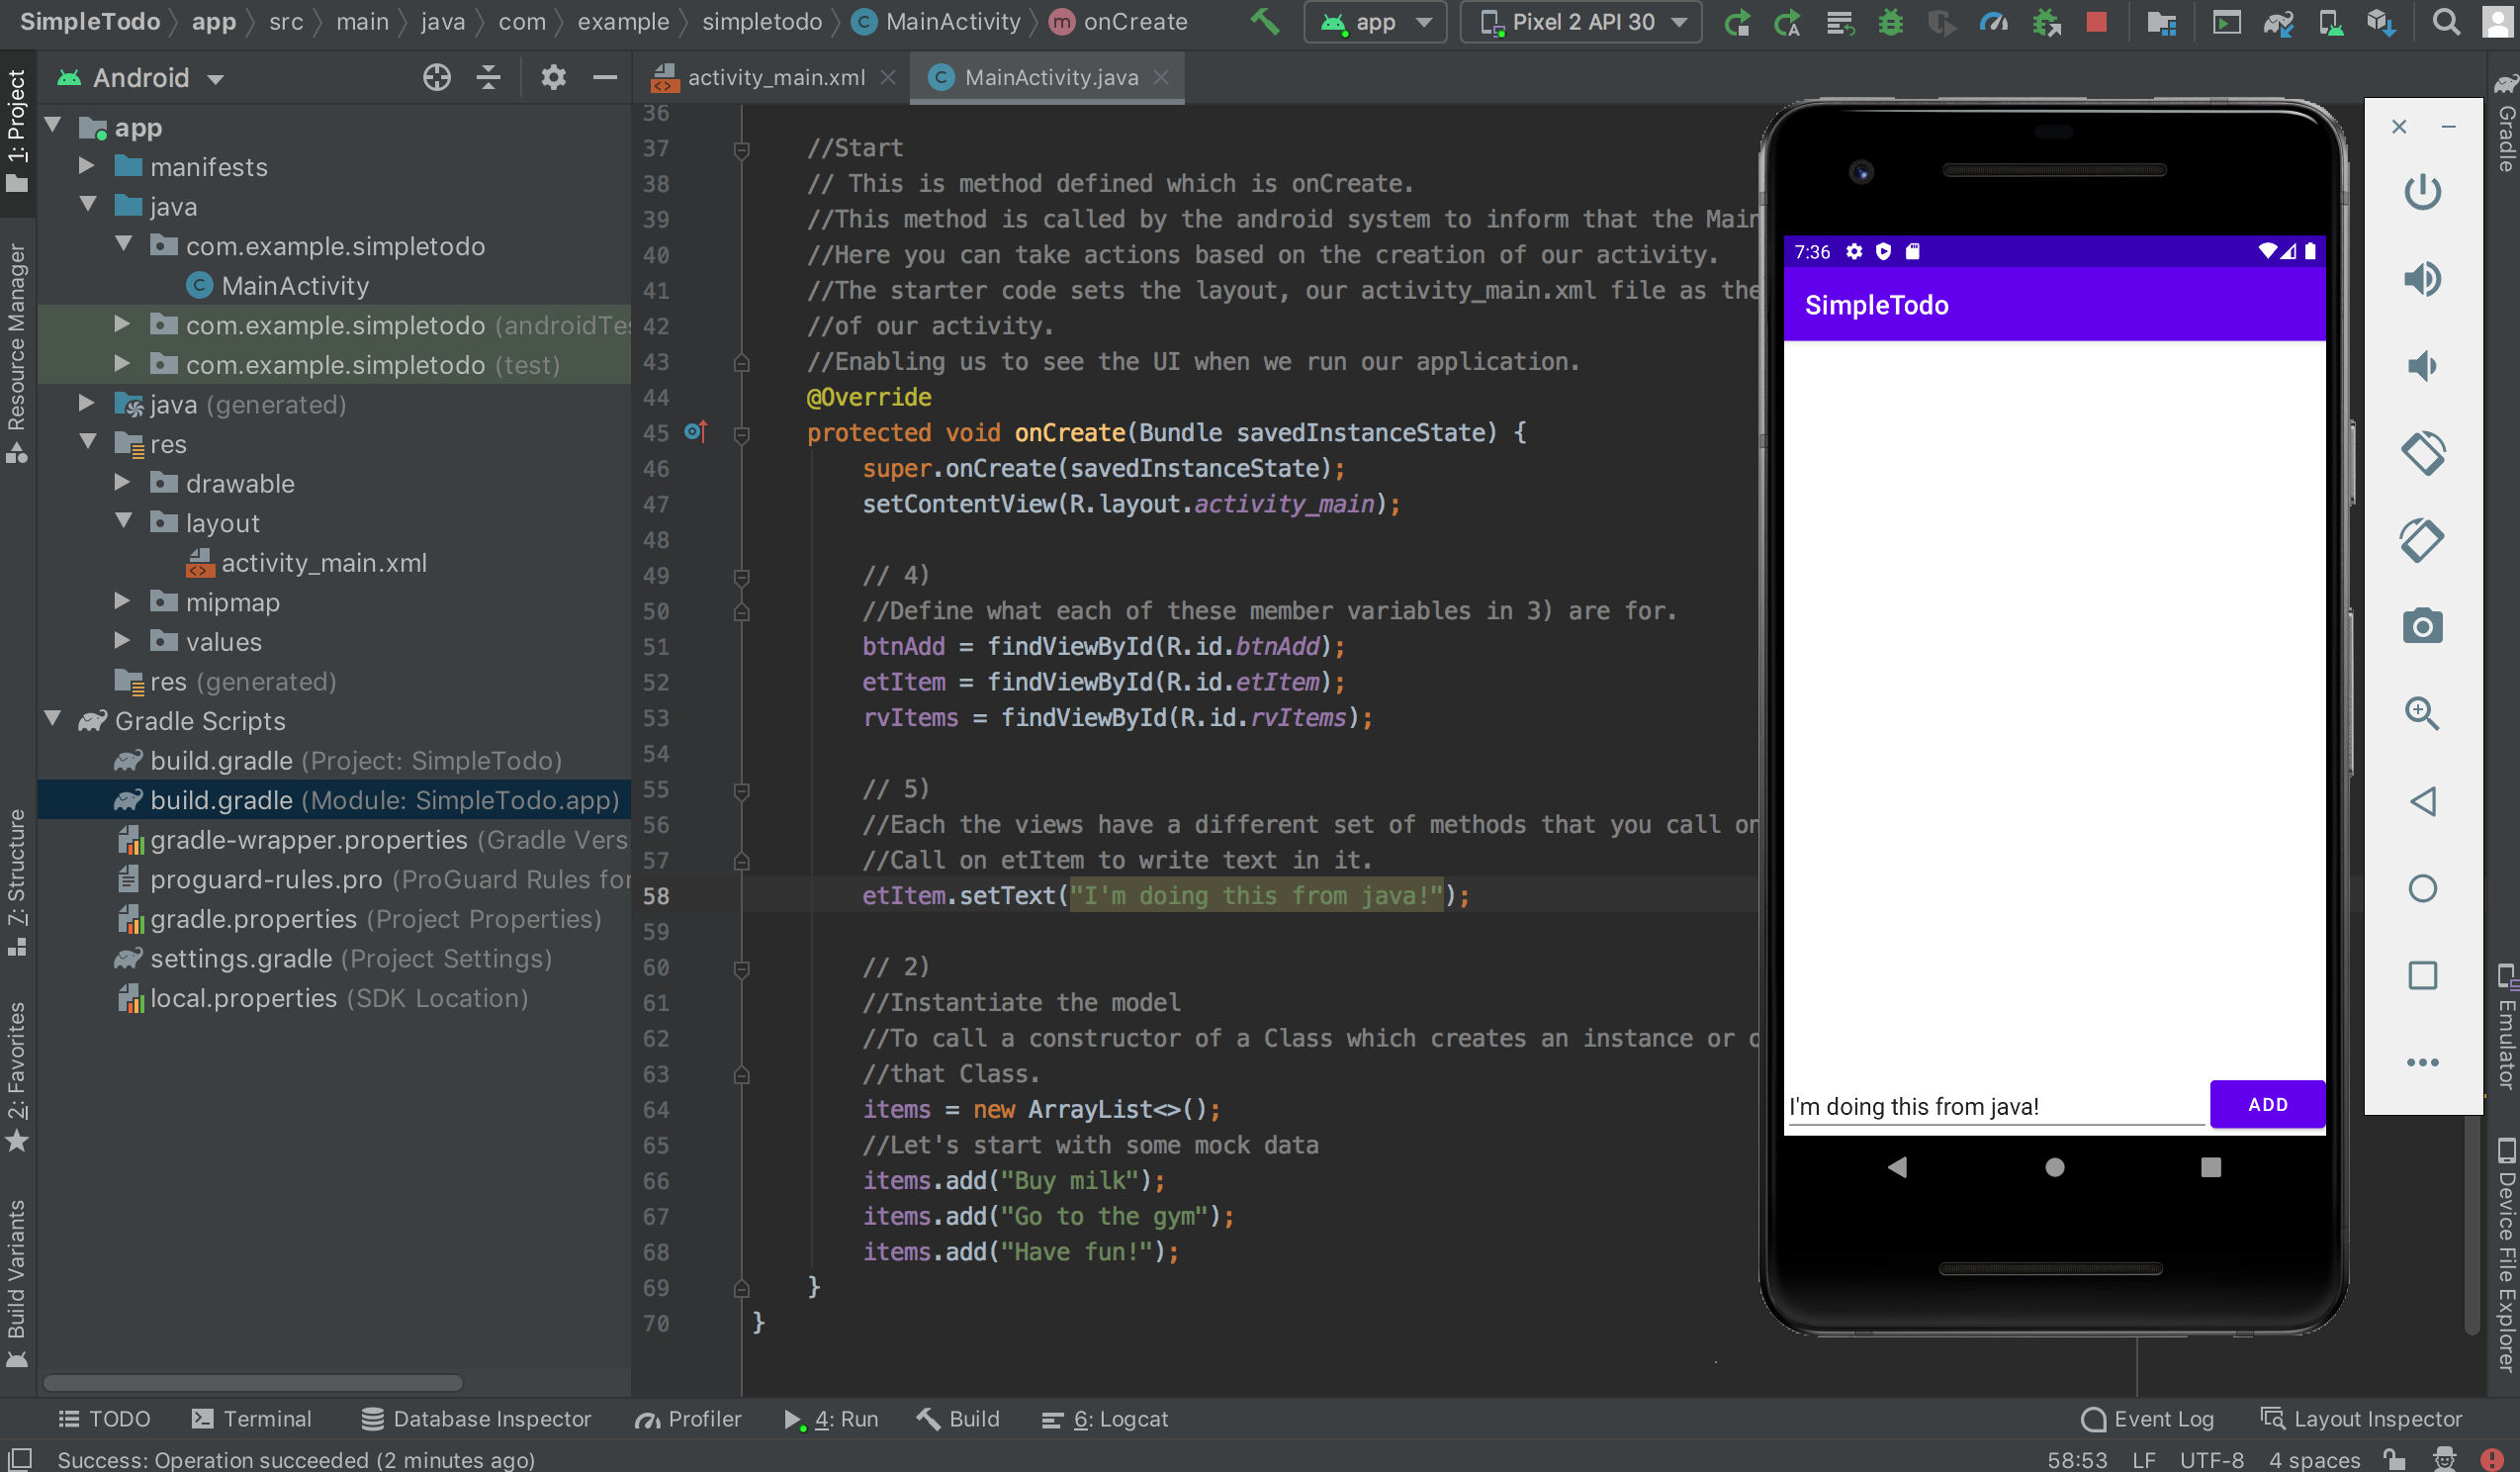 SimpleTodo app src main java com example simpletodo MainActivity onCreate app Pixel 2 API 30
Android
activity_main.xml MainActivity.java
1: Project
Resource Manager
7: Structure
2: Favorites
Build Variants
app
manifests
java
com.example.simpletodo
MainActivity
com.example.simpletodo (androidTes
com.example.simpletodo (test)
java (generated)
res
drawable
layout
activity_main.xml
mipmap
values
res (generated)
Gradle Scripts
build.gradle (Project: SimpleTodo)
build.gradle (Module: SimpleTodo.app)
gradle-wrapper.properties (Gradle Vers
proguard-rules.pro (ProGuard Rules for
gradle.properties (Project Properties)
settings.gradle (Project Settings)
local.properties (SDK Location)
36
37 //Start
38 // This is method defined which is onCreate.
39 //This method is called by the android system to inform that the Main
40 //Here you can take actions based on the creation of our activity.
41 //The starter code sets the layout, our activity_main.xml file as the
42 //of our activity.
43 //Enabling us to see the UI when we run our application.
44 @Override
45 protected void onCreate(Bundle savedInstanceState) {
46 super.onCreate(savedInstanceState);
47 setContentView(R.layout.activity_main);
48
49 // 4)
50 //Define what each of these member variables in 3) are for.
51 btnAdd = findViewById(R.id.btnAdd);
52 etItem = findViewById(R.id.etItem);
53 rvItems = findViewById(R.id.rvItems);
54
55 // 5)
56 //Each the views have a different set of methods that you call on
57 //Call on etItem to write text in it.
58 etItem.setText("I'm doing this from java!");
59
60 // 2)
61 //Instantiate the model
62 //To call a constructor of a Class which creates an instance or o
63 //that Class.
64 items = new ArrayList<>();
65 //Let's start with some mock data
66 items.add("Buy milk");
67 items.add("Go to the gym");
68 items.add("Have fun!");
69 }
70 }
7:36
SimpleTodo
I'm doing this from java! ADD
Gradle
Emulator
Device File Explorer
TODO Terminal Database Inspector Profiler 4: Run Build 6: Logcat Event Log Layout Inspector
Success: Operation succeeded (2 minutes ago) 58:53 LF UTF-8 4 spaces